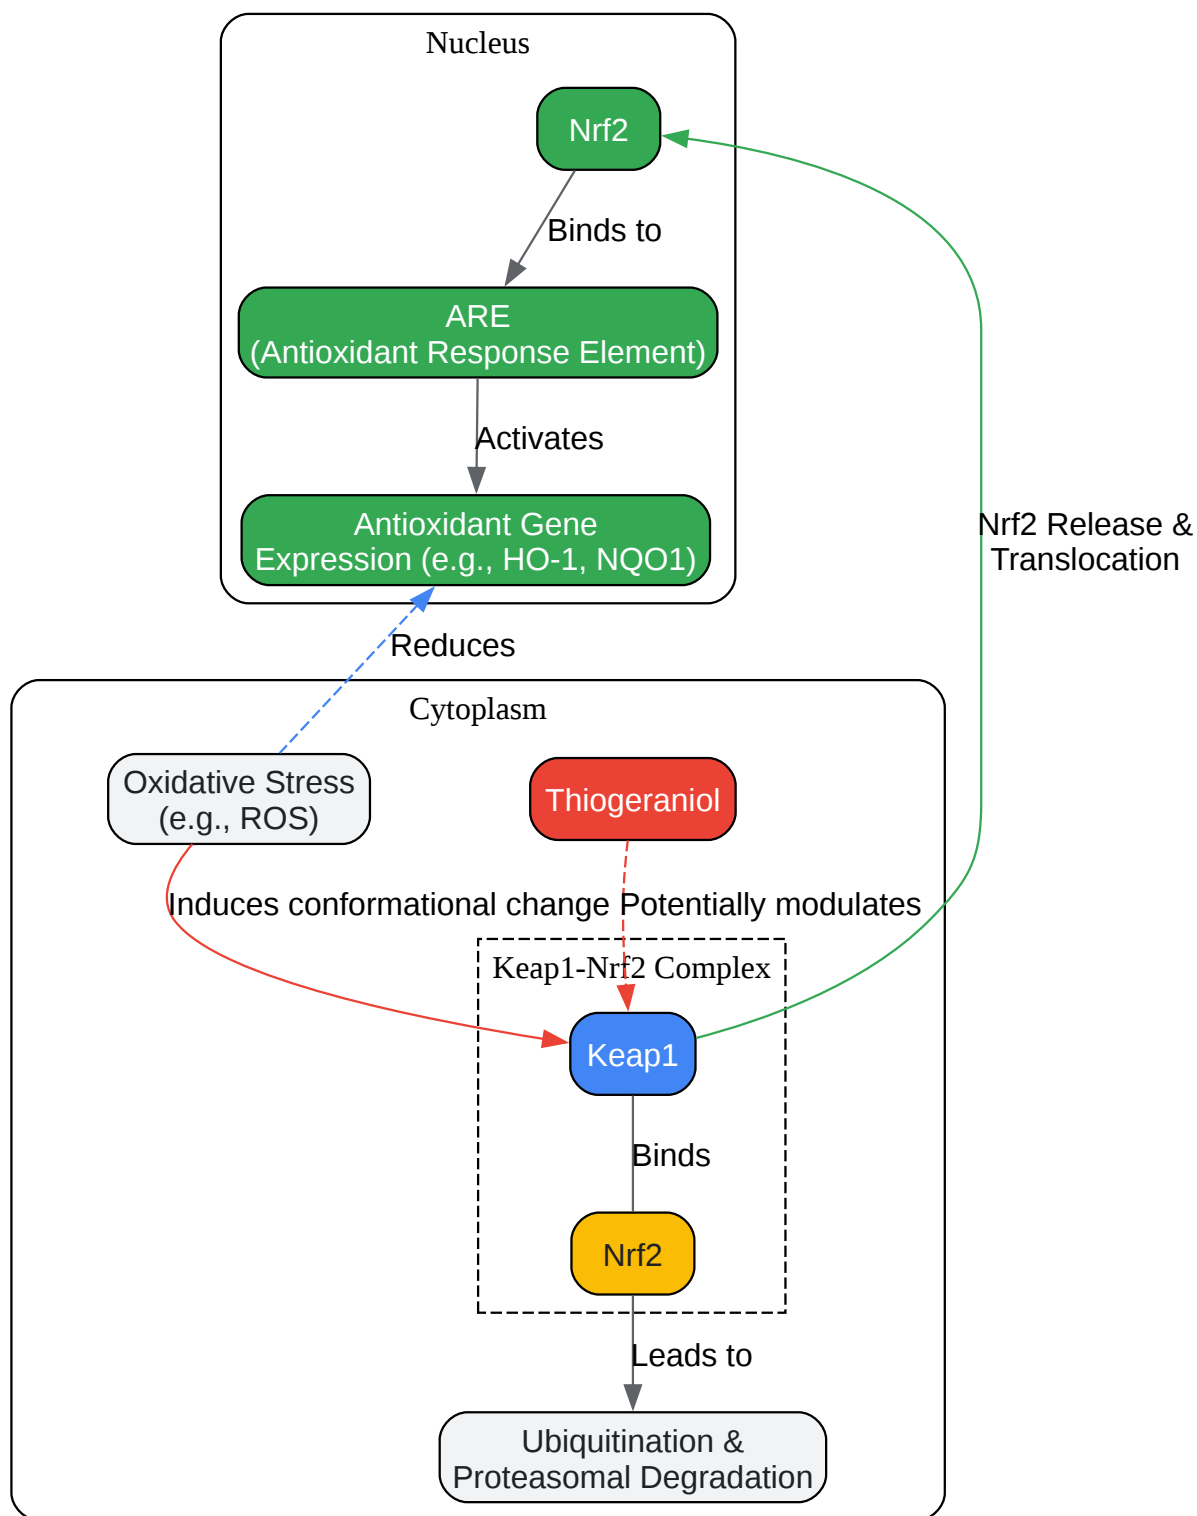 Nucleus
Nrf2
Binds to
ARE
(Antioxidant Response Element)
Activates
Antioxidant Gene
Expression (e.g., HO-1, NQO1)
Nrf2 Release &
Translocation
Reduces
Cytoplasm
Oxidative Stress
(e.g., ROS)
Thiogeraniol
Induces conformational change
Potentially modulates
Keap1-Nrf2 Complex
Keap1
Binds
Nrf2
Leads to
Ubiquitination &
Proteasomal Degradation